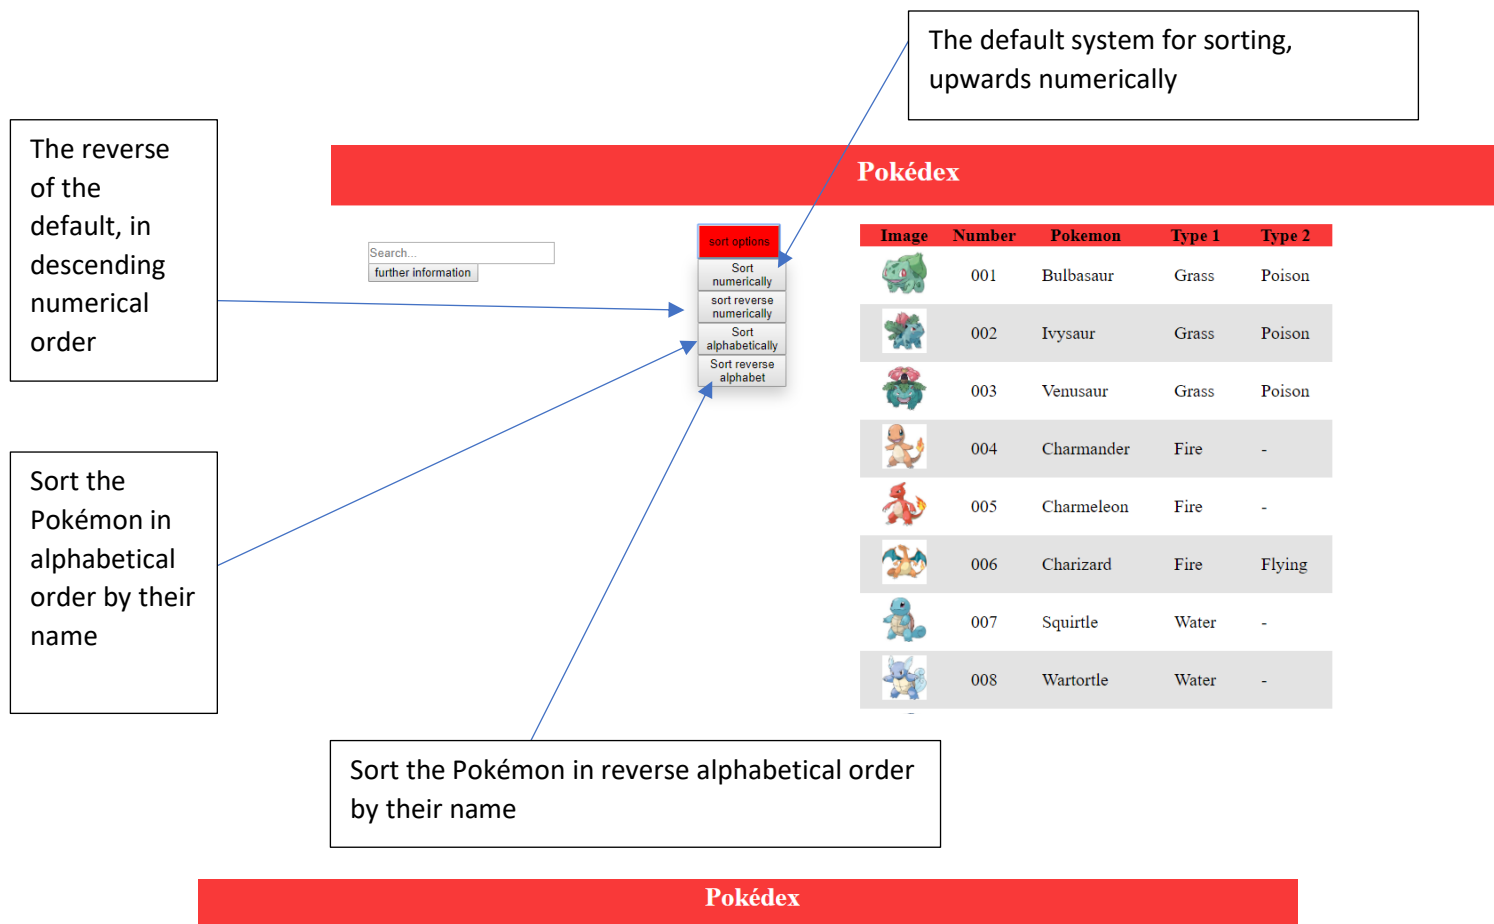 The default system for sorting,
upwards numerically
The reverse
of the
default, in
descending
numerical
order
Pokédex
Search...
further information
sort options
Sort
numerically
sort reverse
numerically
Sort
alphabetically
Sort reverse
alphabet
Image Number Pokemon Type 1 Type 2
001 Bulbasaur Grass Poison
002 Ivysaur Grass Poison
003 Venusaur Grass Poison
004 Charmander Fire -
005 Charmeleon Fire -
006 Charizard Fire Flying
007 Squirtle Water -
008 Wartortle Water -
Sort the
Pokémon in
alphabetical
order by their
name
Sort the Pokémon in reverse alphabetical order
by their name
Pokédex